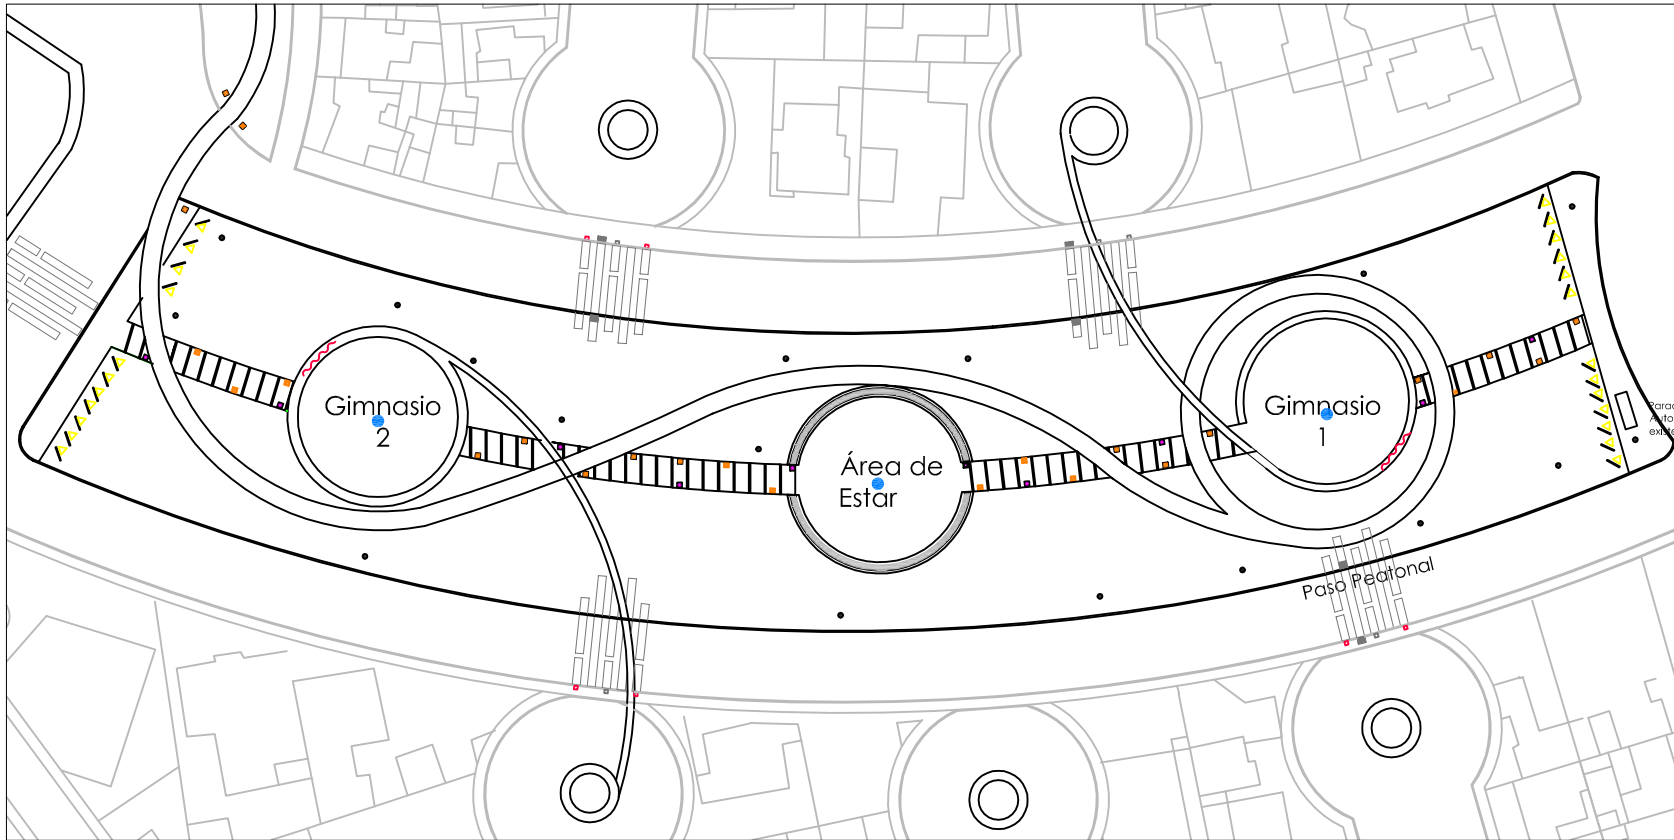 Gimnasio
2
Área de
Estar
Gimnasio
1
Paso Peatonal